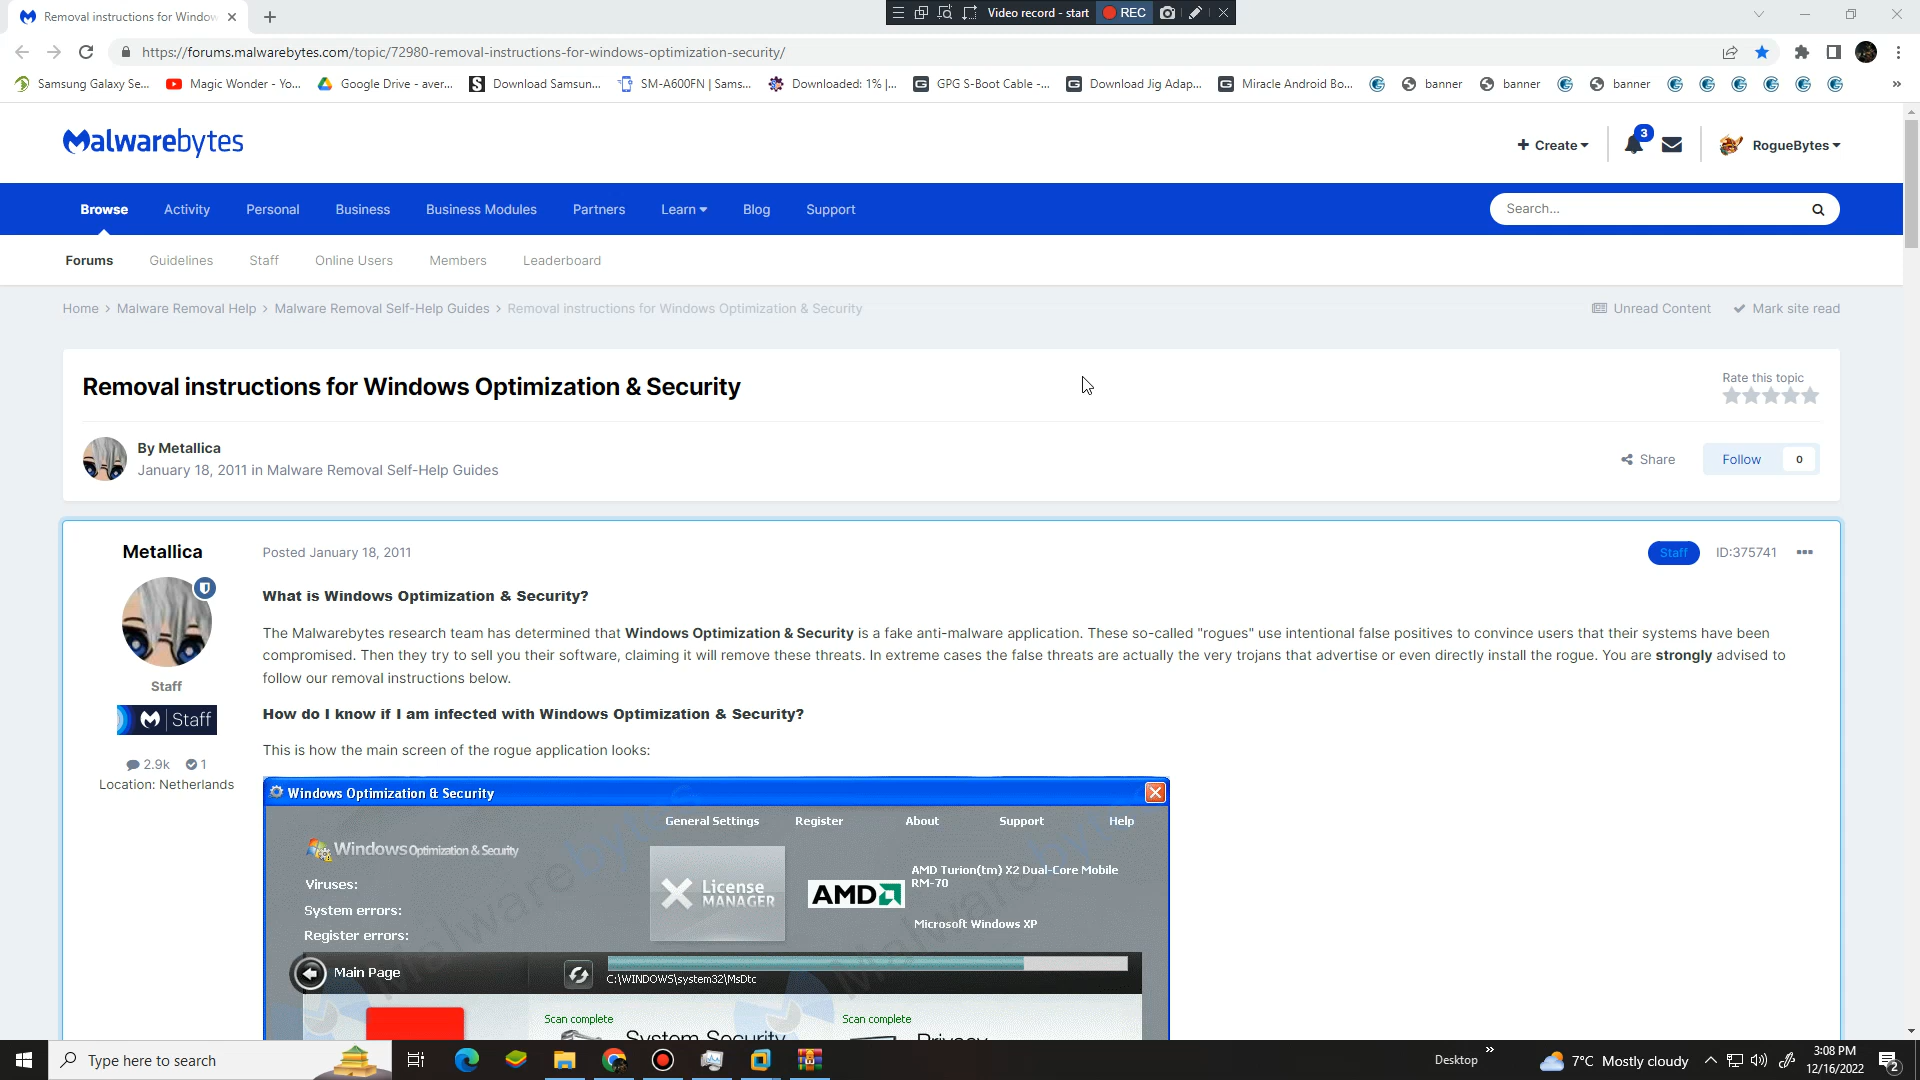 Removal instructions for Window
Video record - start
REC
https://forums.malwarebytes.com/topic/72980-removal-instructions-for-windows-optimization-security/
Samsung Galaxy Se...
Magic Wonder - Yo...
Google Drive - aver...
Download Samsun...
SM-A600FN | Sams...
Downloaded: 1% |...
GPG S-Boot Cable -...
Download Jig Adap...
Miracle Android Bo...
banner
banner
banner
Malwarebytes
Create
3
RogueBytes
Browse
Activity
Personal
Business
Business Modules
Partners
Learn
Blog
Support
Search...
Forums
Guidelines
Staff
Online Users
Members
Leaderboard
Home > Malware Removal Help > Malware Removal Self-Help Guides > Removal instructions for Windows Optimization & Security
Unread Content
Mark site read
Removal instructions for Windows Optimization & Security
Rate this topic
By Metallica
January 18, 2011 in Malware Removal Self-Help Guides
Share
Follow
0
Metallica
Posted January 18, 2011
Staff
ID:375741
Staff
Staff
2.9k
1
Location: Netherlands
What is Windows Optimization & Security?
The Malwarebytes research team has determined that Windows Optimization & Security is a fake anti-malware application. These so-called "rogues" use intentional false positives to convince users that their systems have been
compromised. Then they try to sell you their software, claiming it will remove these threats. In extreme cases the false threats are actually the very trojans that advertise or even directly install the rogue. You are strongly advised to
follow our removal instructions below.
How do I know if I am infected with Windows Optimization & Security?
This is how the main screen of the rogue application looks:
Windows Optimization & Security
General Settings
Register
About
Support
Help
Windows Optimization & Security
License
MANAGER
AMD
AMD Turion(tm) X2 Dual-Core Mobile
RM-70
Microsoft Windows XP
Viruses:
System errors:
Register errors:
Main Page
C:\WINDOWS\system32\MsDtc
Scan complete
System Security
Scan complete
Privacy
Malwarebytes
Malwarebytes
Type here to search
Desktop
7°C Mostly cloudy
3:08 PM
12/16/2022
2